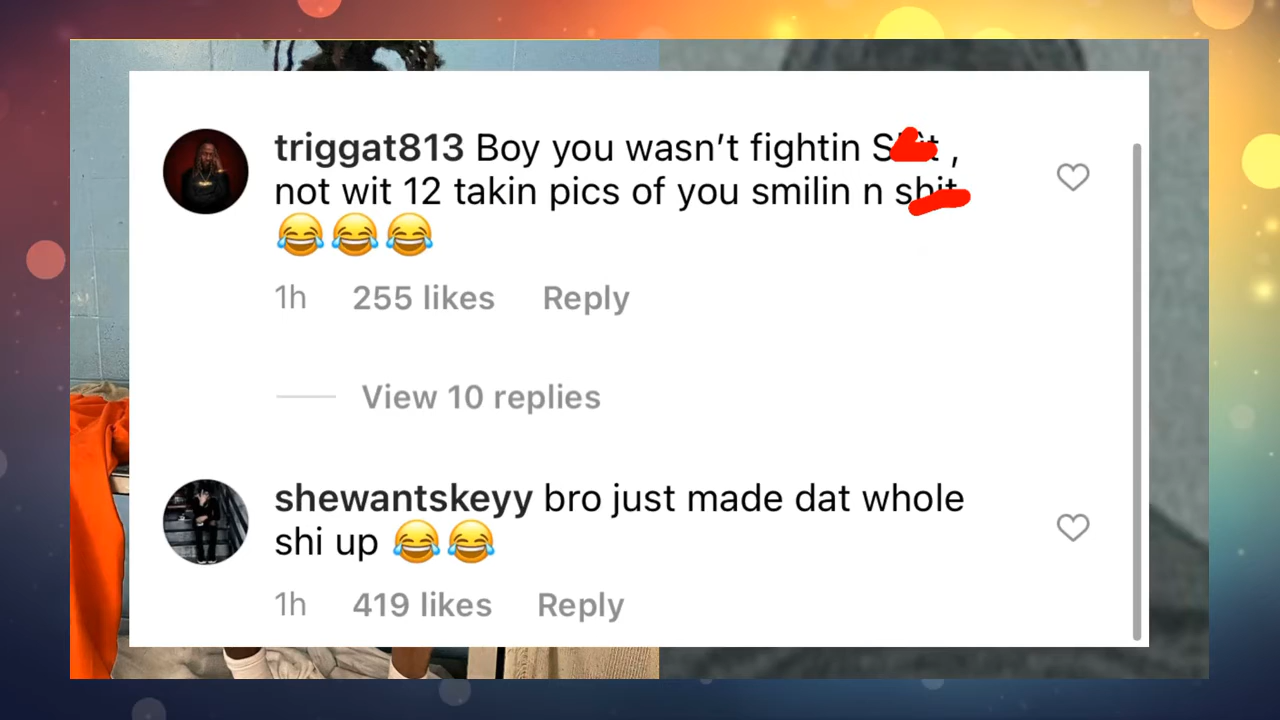 triggat813 Boy you wasn’t fightin Shit ,
not wit 12 takin pics of you smilin n shit
😂😂😂
1h 255 likes Reply
View 10 replies
shewantskeyy bro just made dat whole
shi up 😂😂
1h 419 likes Reply